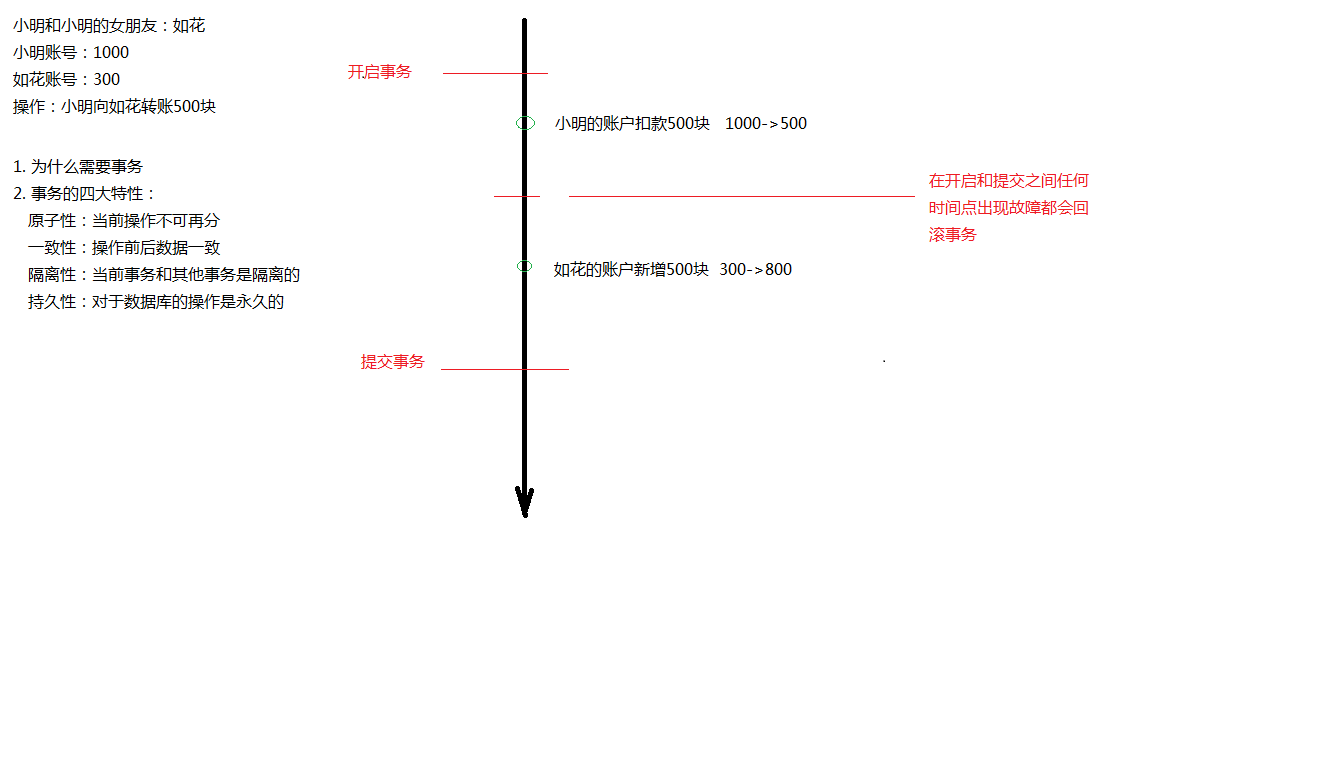 小明和小明的女朋友：如花
小明账号：1000
如花账号：300
操作：小明向如花转账500块
1. 为什么需要事务
2. 事务的四大特性：
原子性：当前操作不可再分
一致性：操作前后数据一致
隔离性：当前事务和其他事务是隔离的
持久性：对于数据库的操作是永久的
开启事务
小明的账户扣款500块 1000->500
在开启和提交之间任何
时间点出现故障都会回
滚事务
如花的账户新增500块 300->800
提交事务